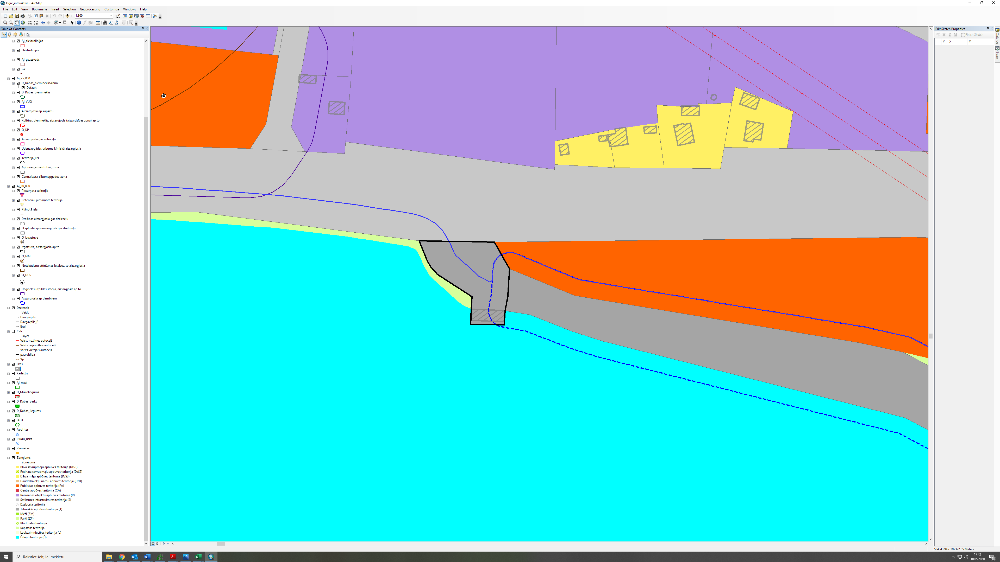 Ogre_interaktiva - ArcMap
File Edit View Bookmarks Insert Selection Geoprocessing Customize Windows Help
1:600
Table Of Contents
Aj_elektrolinijas
Elektrolinijas
Aj_gazesvads
GV
Aj_25_000
D_Dabas_piemineklisAnno
Default
D_Dabas_piemineklis
Aj_VUO
Aizsargjosla ap kapsētu
Kultūras pienineklis, aizsargjosla (aizsardzības zona) ap to
O_KP
Aizsargjosla gar autoceļu
Ūdensapgādes urbuma ķīmiskā aizsargjosla
Teritorija_IIN
Apbuves_aizsardzibas_zona
Centralizeta_siltumapgades_zona
Aj_10_000
Piesārņota teritorija
Potenciāli piesārņota teritorija
Plānotā iela
Drošības aizsargjosla gar dzelzceļu
Ekspluatācijas aizsargjosla gar dzelzceļu
O_Izgaztuve
Izgāztuve, aizsargjosla ap to
O_NAI
Notekūdeņu attīrīšanas ietaises, to aizsargjosla
O_DUS
Degvielas uzpildes stacija, aizsargjosla ap to
Aizsargjosla ap dambjiem
Dzelzcels
Veids
Daugavpils
Davgavpils_P
Ergli
Celi
Layer
Valsts nozīmes autoceļš
Valsts reģionālais autoceļš
Valsts vietējais autoceļš
pasvaldiba
zp
Ekas
Kadastrs
Aj_mezi
D_Mikroliegums
D_Dabas_parks
D_Dabas_liegums
IADT
Appl_ter
Pludu_risks
Viensetas
Zonejums
Zonejums
Blīva savrupmāju apbūves teritorija (DzS1)
Retināta savrupmāju apbūves teritorija (DzS2)
Dārza māju apbūves teritorija (DzS3)
Daudzdzīvokļu namu apbūves teritorija (DzD)
Publiskās apbūves teritorija (PA)
Centra apbūves teritorija (CA)
Ražošanas objektu apbūves teritorija (R)
Satiksmes infrastruktūras teritorija (S)
Dzelzceļa teritorija
Tehniskās apbūves teritorija (T)
Meži (ZM)
Parki (ZP)
Pludmales teritorija
Kapsētas teritorija
Lauksaimniecības teritorija (L)
Ūdeņu teritorija (Ū)
Edit Sketch Properties
Finish Sketch
# X Y
Catalog
Search
534343.945 297322.85 Meters
Rakstiet šeit, lai meklētu
17:42
10.05.2020
18